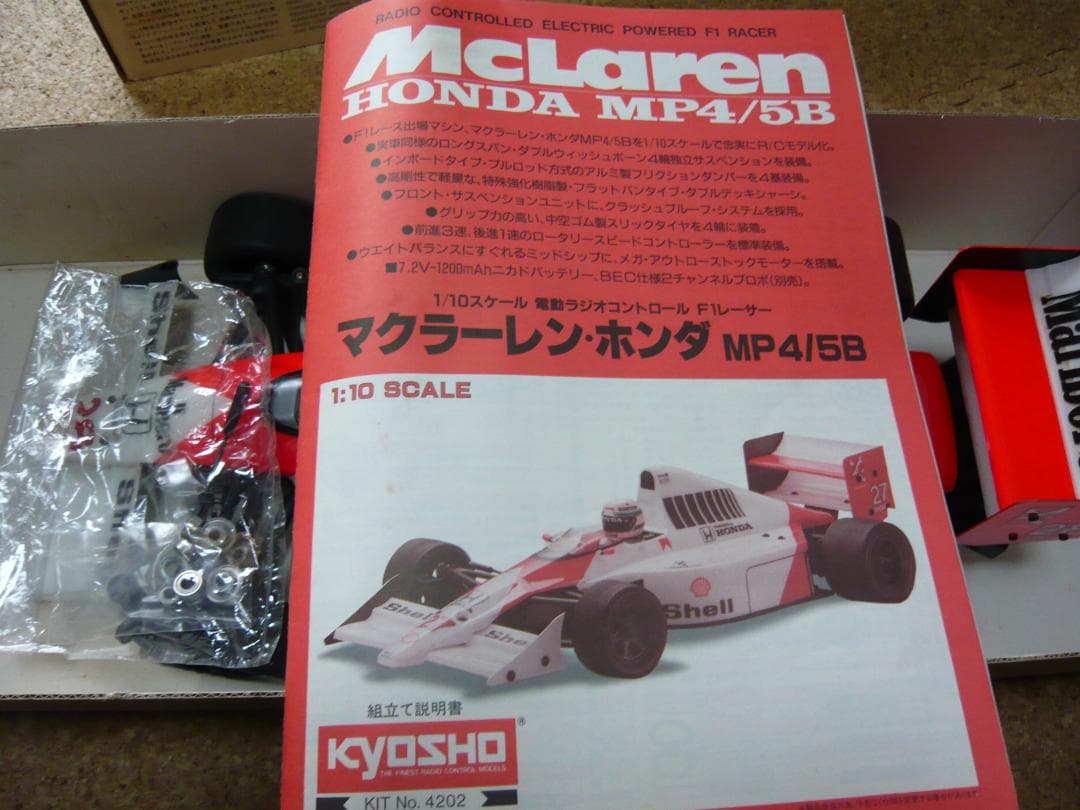 RADIO CONTROLLED ELECTRIC POWERED F1 RACER
McLaren
HONDA MP4/5B
●F1レース出場マシン、マクラーレン・ホンダMP4/5Bを1/10スケールで忠実にR/Cモデル化。
●実車同様のロングスパン・ダブルウィッシュボーン4輪独立サスペンションを装備。
●インボードタイプ・プルロッド方式のアルミ製フリクションダンパーを4基装備。
●高剛性で軽量な、特殊強化樹脂製・フラットパンタイプ・ダブルデッキシャーシ。
●フロント・サスペンションユニットに、クラッシュプルーフ・システムを採用。
●グリップ力の高い、中空ゴム製スリックタイヤを4輪に装着。
●前進3速、後進1速のロータリースピードコントローラーを標準装備。
●ウエイトバランスにすぐれるミッドシップに、メガ・アウトローストックモーターを搭載。
■7.2V-1200mAhニカドバッテリー、BEC仕様2チャンネルプロポ(別売)。
1/10スケール 電動ラジオコントロール F1レーサー
マクラーレン・ホンダ MP4/5B
1:10 SCALE
27
HONDA
Shell
Shell
Shell
組立て説明書
KYOSHO®
THE FINEST RADIO CONTROL MODELS
KIT No. 4202
Shell
Marlboro